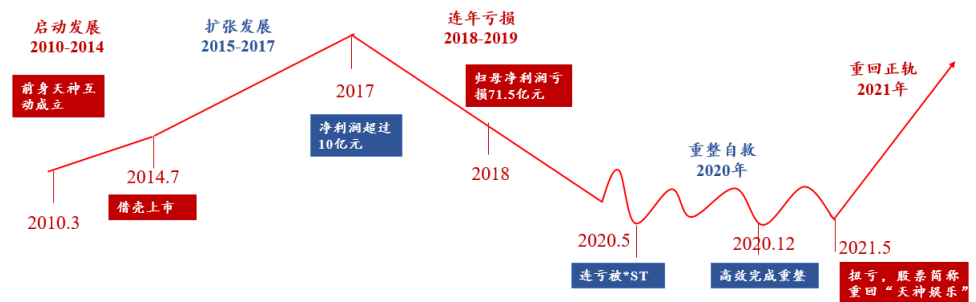 启动发展
2010-2014
扩张发展
2015-2017
连年亏损
2018-2019
重整自救
2020年
重回正轨
2021年
前身天神互
动成立
2010.3
2014.7
借壳上市
2017
净利润超过
10亿元
归母净利润亏
损71.5亿元
2018
2020.5
连亏被*ST
2020.12
高效完成重整
2021.5
扭亏，股票简称
重回“天神娱乐”